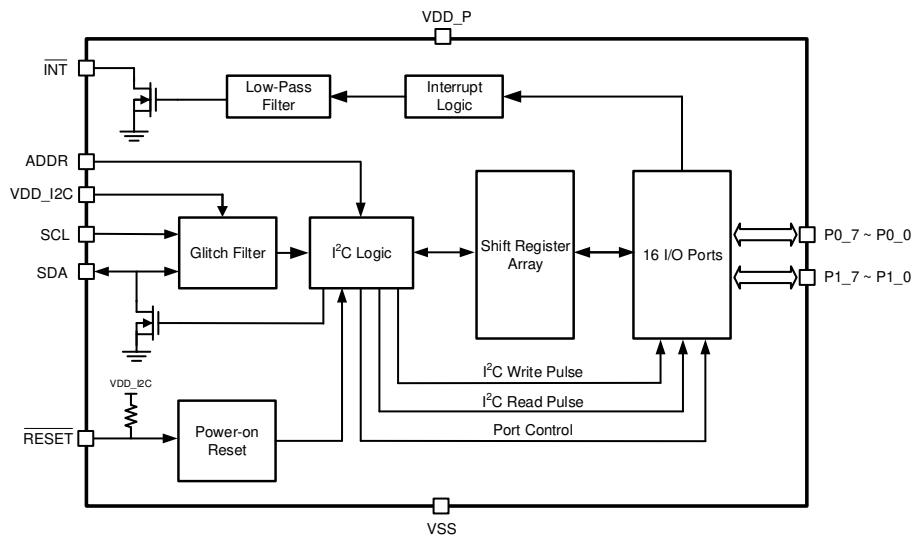 VDD_P
INT
Low-Pass
Filter
Interrupt
Logic
ADDR
VDD_I2C
SCL
SDA
Glitch Filter
I²C Logic
Shift Register
Array
16 I/O Ports
P0_7 ~ P0_0
P1_7 ~ P1_0
I²C Write Pulse
I²C Read Pulse
Port Control
VDD_I2C
RESET
Power-on
Reset
VSS